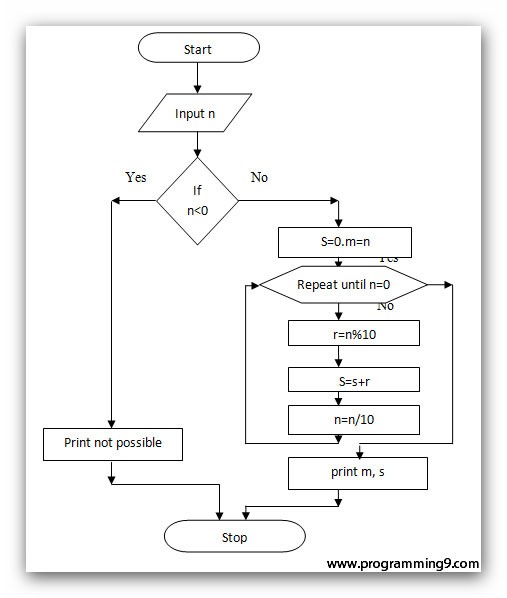 Start
Input n
Yes
No
If
n<0
S=0.m=n
Yes
Repeat until n=0
No
r=n%10
S=s+r
n=n/10
Print not possible
print m, s
Stop
www.programming9.com